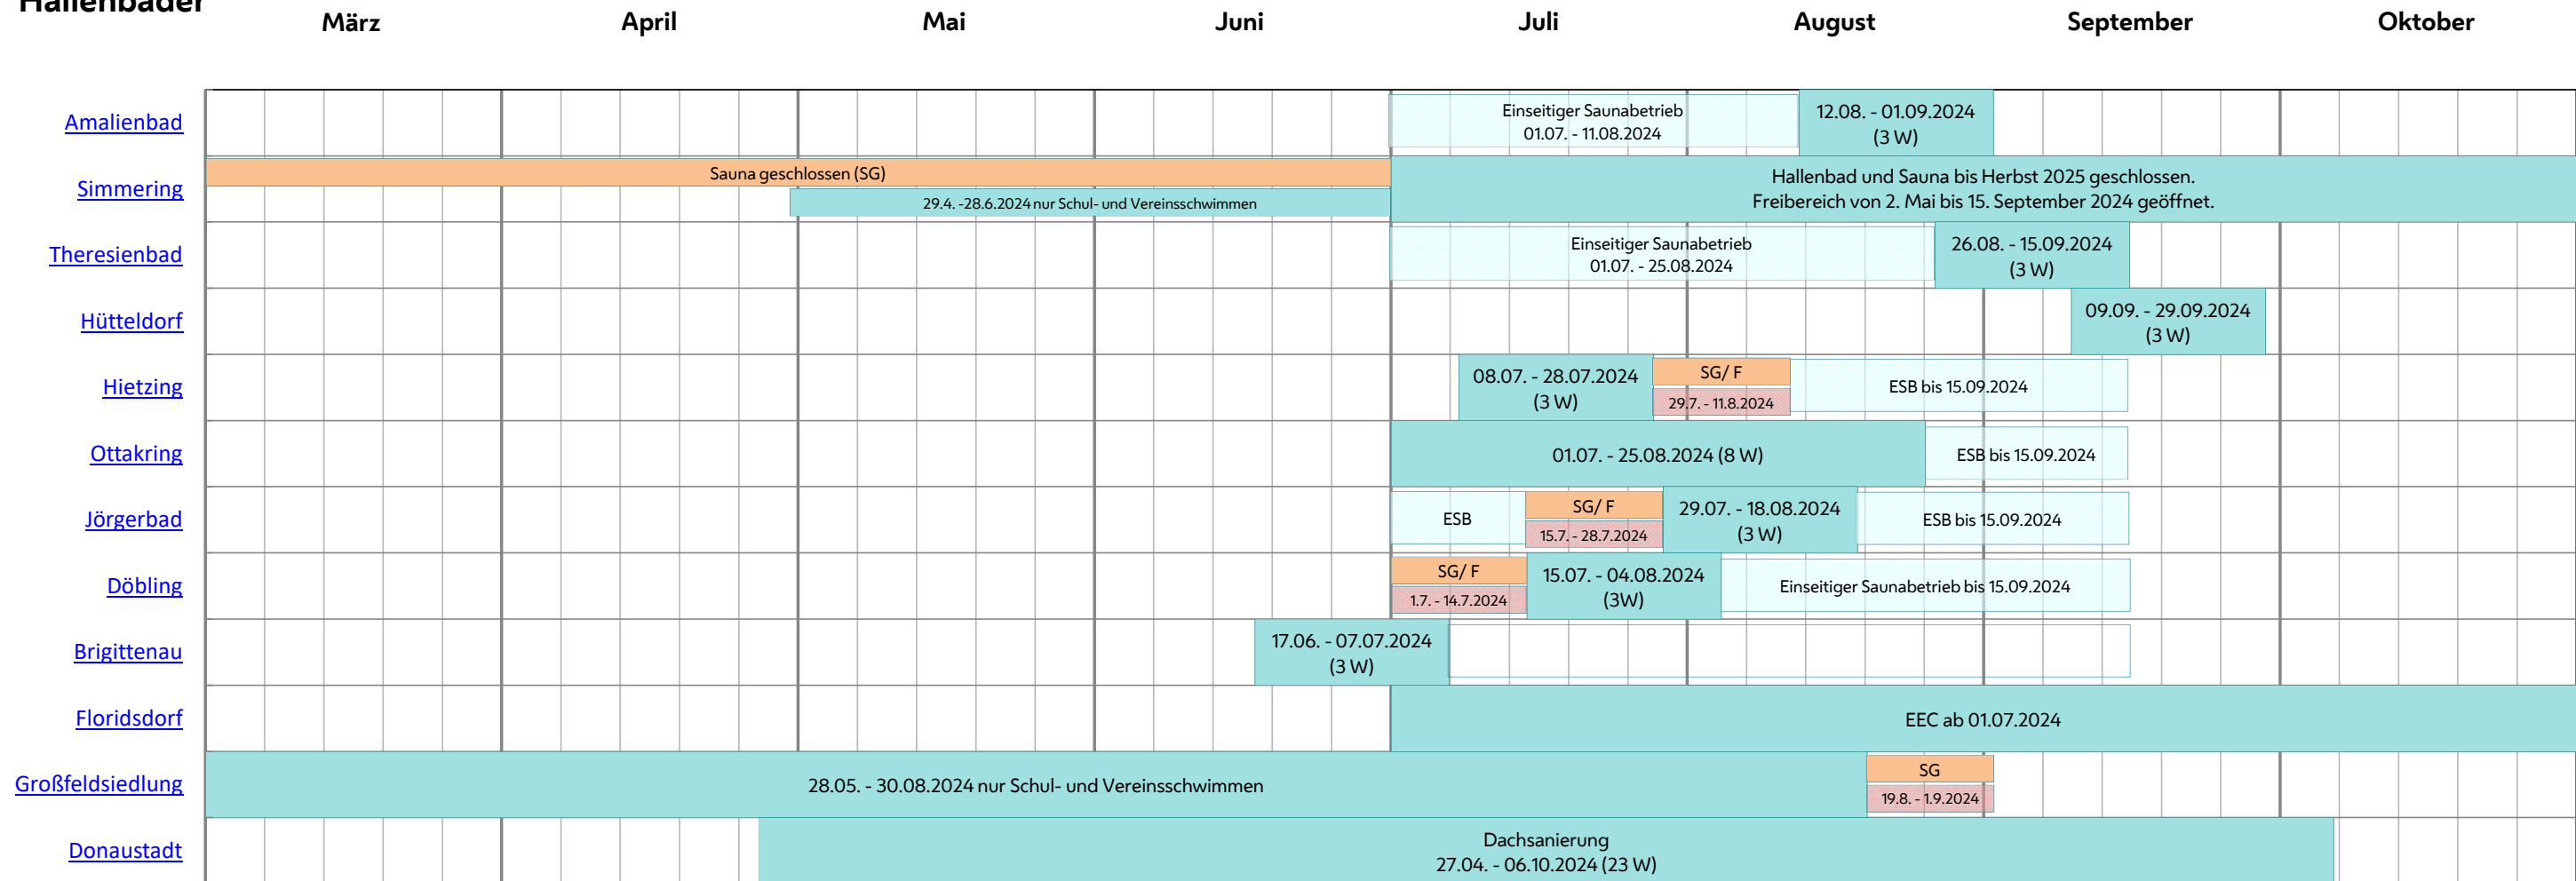 Hallenbäder
März April Mai Juni Juli August September Oktober
Amalienbad
Einseitiger Saunabetrieb
01.07. - 11.08.2024
12.08. - 01.09.2024
(3 W)
Simmering
Sauna geschlossen (SG)
29.4. -28.6.2024 nur Schul- und Vereinsschwimmen
Hallenbad und Sauna bis Herbst 2025 geschlossen.
Freibereich von 2. Mai bis 15. September 2024 geöffnet.
Theresienbad
Einseitiger Saunabetrieb
01.07. - 25.08.2024
26.08. - 15.09.2024
(3 W)
Hütteldorf
09.09. - 29.09.2024
(3 W)
Hietzing
08.07. - 28.07.2024
(3 W)
SG/ F
29.7. - 11.8.2024
ESB bis 15.09.2024
Ottakring
01.07. - 25.08.2024 (8 W)
ESB bis 15.09.2024
Jörgerbad
ESB
SG/ F
15.7. - 28.7.2024
29.07. - 18.08.2024
(3 W)
ESB bis 15.09.2024
Döbling
SG/ F
1.7. - 14.7.2024
15.07. - 04.08.2024
(3W)
Einseitiger Saunabetrieb bis 15.09.2024
Brigittenau
17.06. - 07.07.2024
(3 W)
Floridsdorf
EEC ab 01.07.2024
Großfeldsiedlung
28.05. - 30.08.2024 nur Schul- und Vereinsschwimmen
SG
19.8. - 1.9.2024
Donaustadt
Dachsanierung
27.04. - 06.10.2024 (23 W)